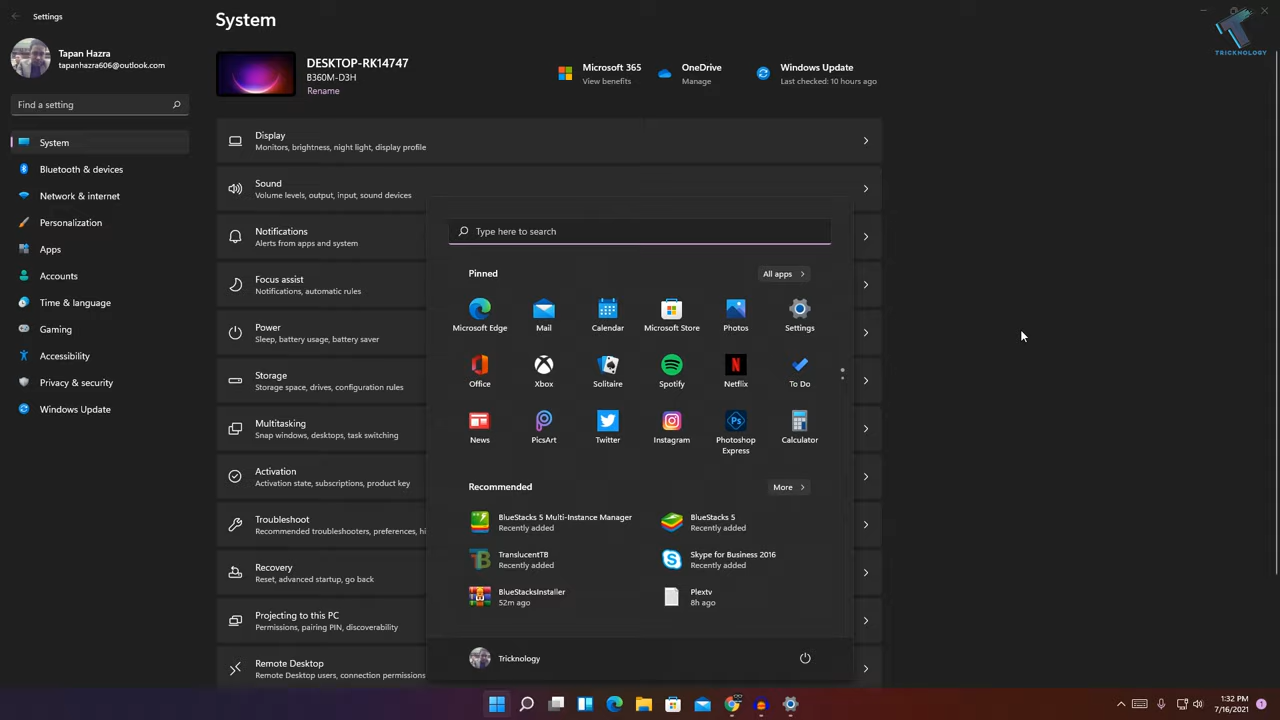 Settings
System
TRICKNOLOGY
Tapan Hazra
tapanhazra606@outlook.com
DESKTOP-RK14747
B360M-D3H
Rename
Microsoft 365
View benefits
OneDrive
Manage
Windows Update
Last checked: 10 hours ago
Find a setting
System
Bluetooth & devices
Network & internet
Personalization
Apps
Accounts
Time & language
Gaming
Accessibility
Privacy & security
Windows Update
Display
Monitors, brightness, night light, display profile
Sound
Volume levels, output, input, sound devices
Notifications
Alerts from apps and system
Focus assist
Notifications, automatic rules
Power
Sleep, battery usage, battery saver
Storage
Storage space, drives, configuration rules
Multitasking
Snap windows, desktops, task switching
Activation
Activation state, subscriptions, product key
Troubleshoot
Recommended troubleshooters, preferences, hi
Recovery
Reset, advanced startup, go back
Projecting to this PC
Permissions, pairing PIN, discoverability
Remote Desktop
Remote Desktop users, connection permissions
Type here to search
Pinned
All apps
Microsoft Edge
Mail
Calendar
Microsoft Store
Photos
Settings
Office
Xbox
Solitaire
Spotify
Netflix
To Do
News
PicsArt
Twitter
Instagram
Photoshop
Express
Calculator
Recommended
More
BlueStacks 5 Multi-Instance Manager
Recently added
BlueStacks 5
Recently added
TranslucentTB
Recently added
Skype for Business 2016
Recently added
BlueStacksInstaller
52m ago
Plextv
8h ago
Tricknology
1:32 PM
7/16/2021
1